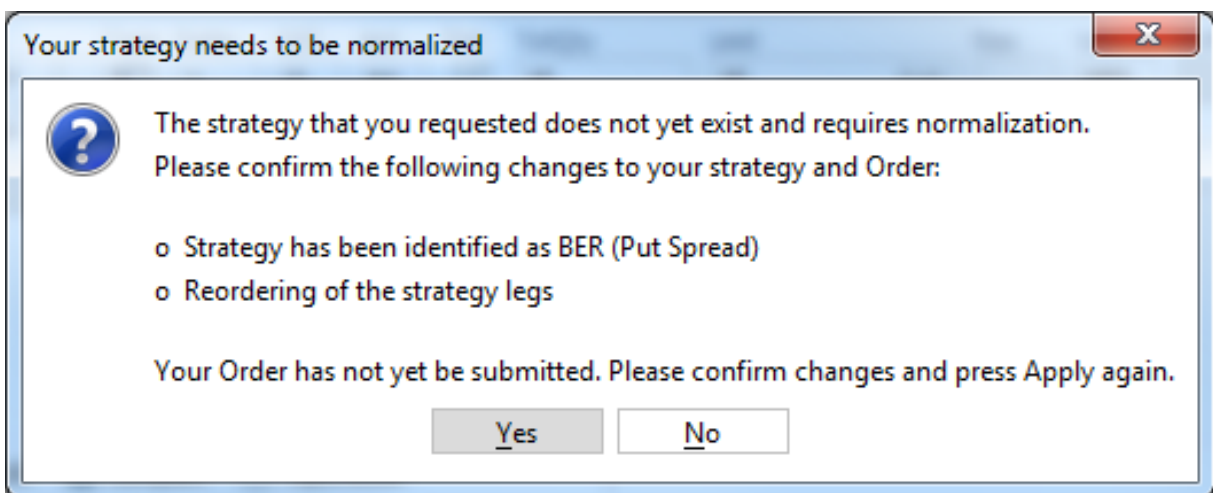 Your strategy needs to be normalized
The strategy that you requested does not yet exist and requires normalization.
Please confirm the following changes to your strategy and Order:
o Strategy has been identified as BER (Put Spread)
o Reordering of the strategy legs
Your Order has not yet be submitted. Please confirm changes and press Apply again.
Yes No